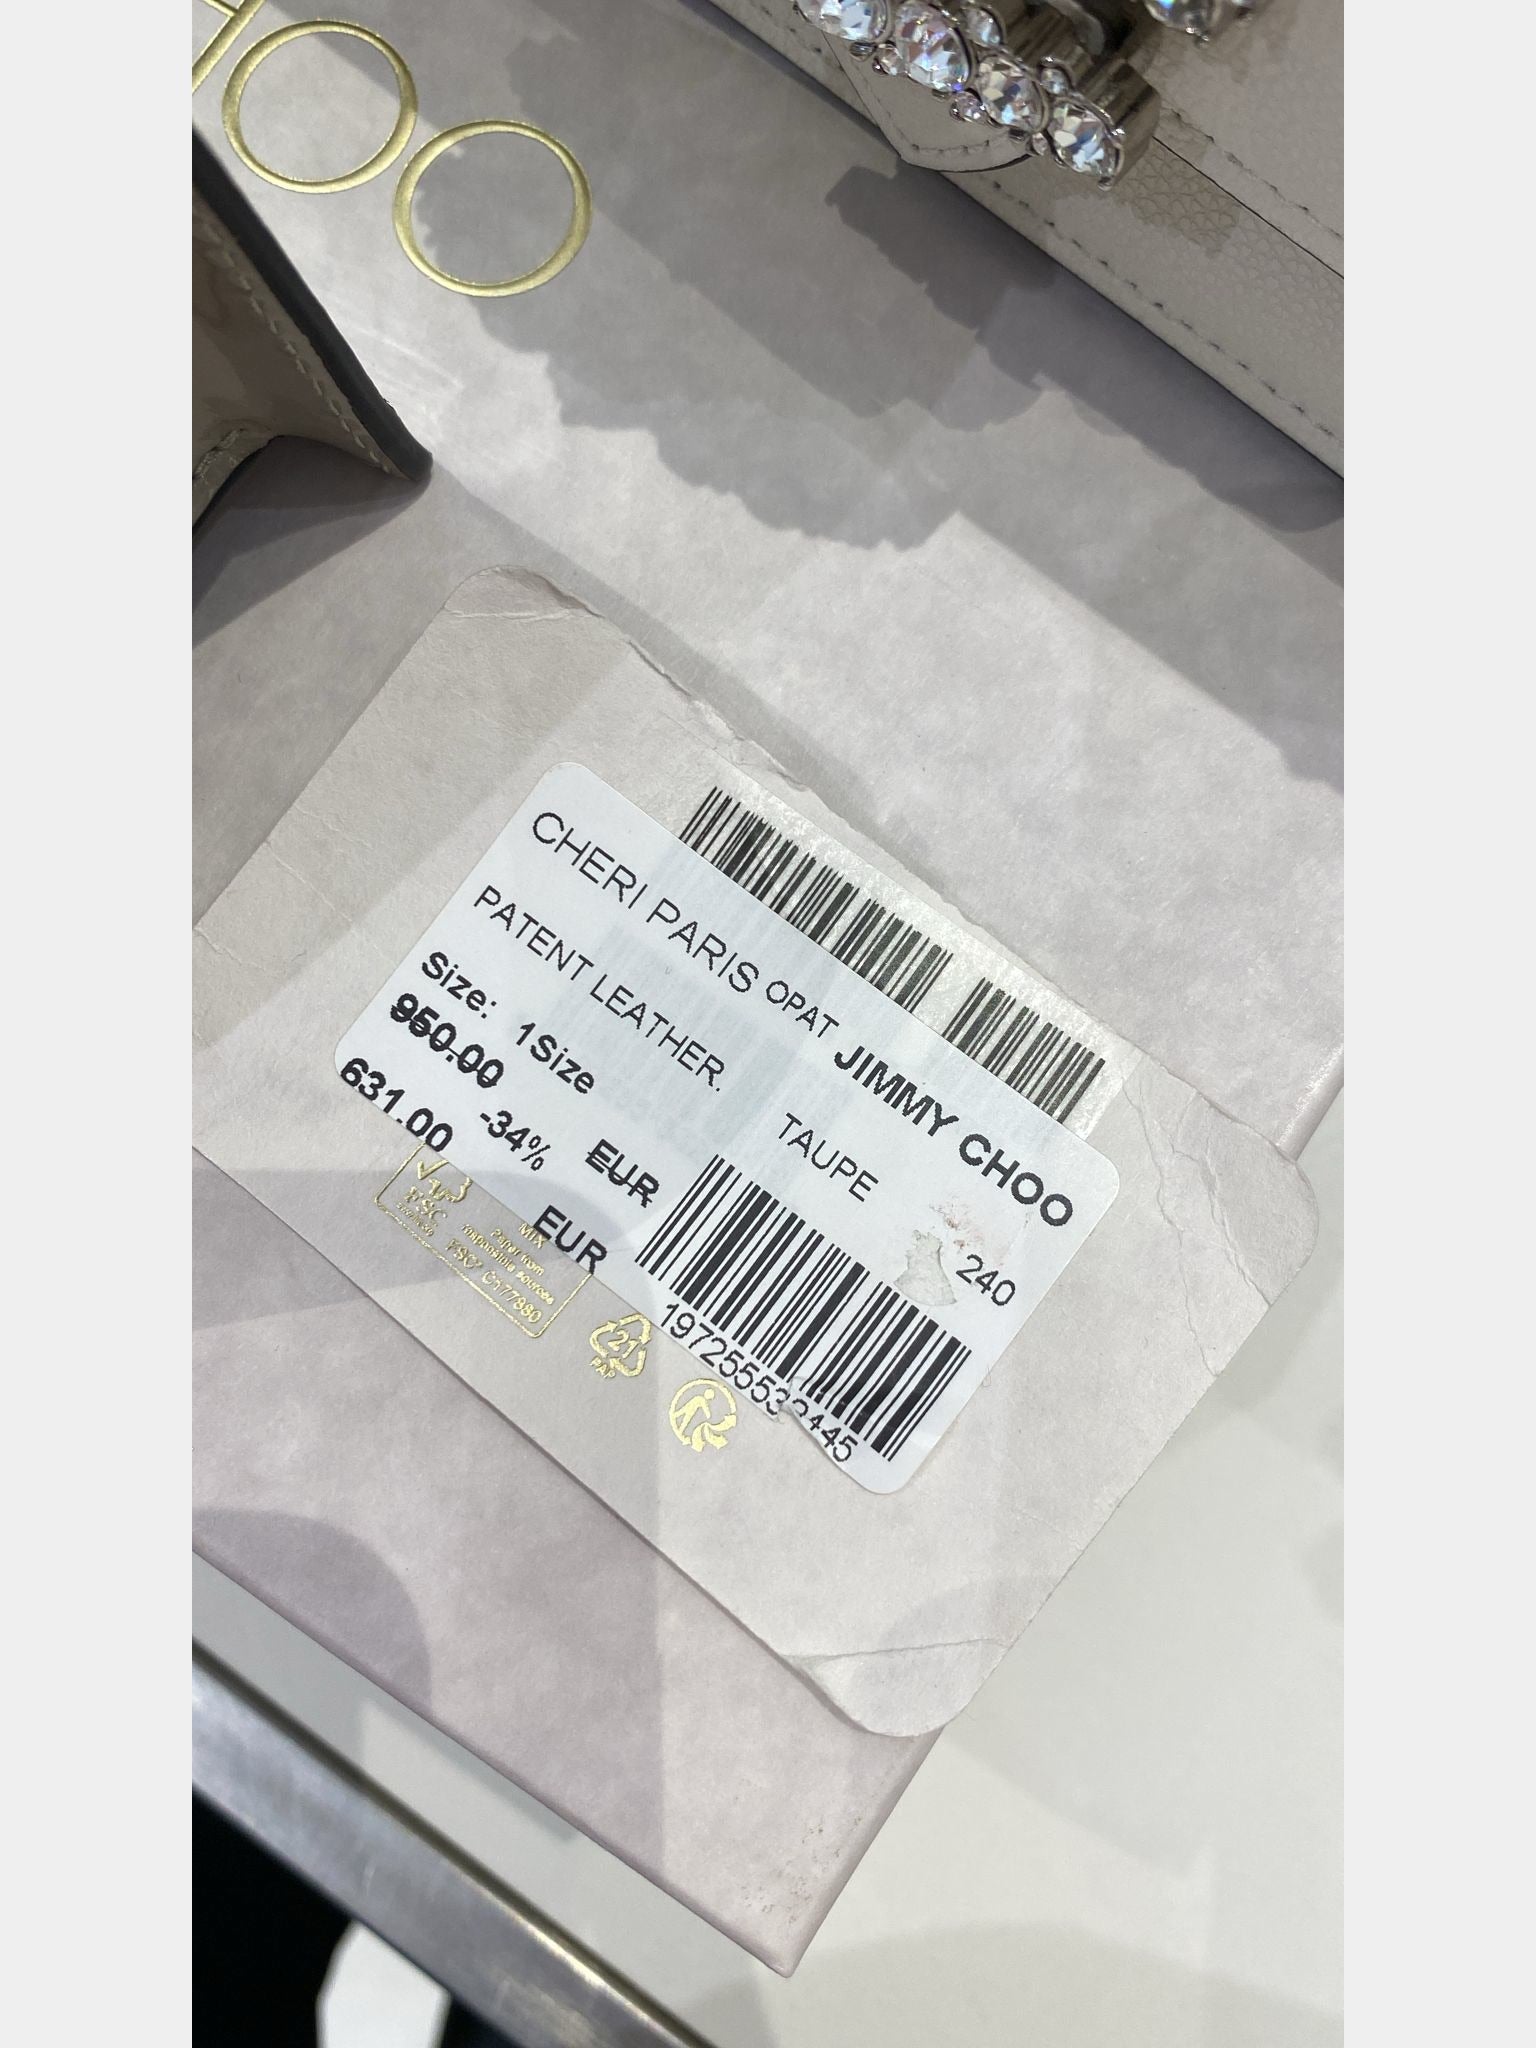 HOO
CHERI PARIS OPAT JIMMY CHOO
PATENT LEATHER. TAUPE 240
Size: 1Size
950.00 EUR
-34%
631.00 EUR
FSC
MIX
Paper from
responsible sources
21
PAP